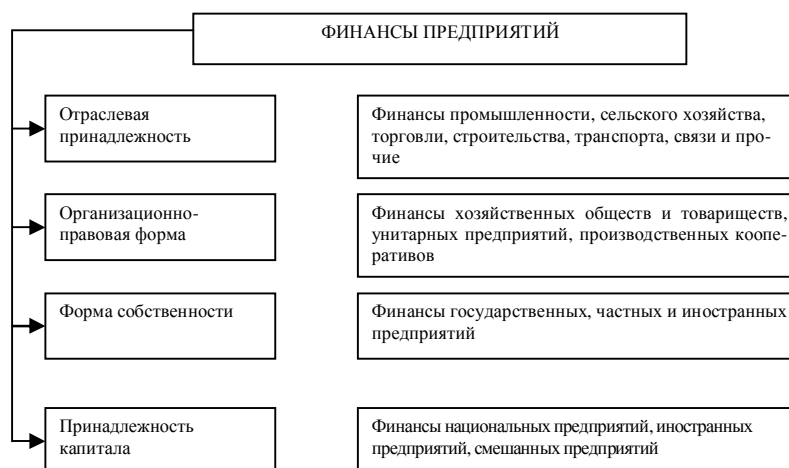 ФИНАНСЫ ПРЕДПРИЯТИЙ
Отраслевая
принадлежность
Финансы промышленности, сельского хозяйства,
торговли, строительства, транспорта, связи и про-
чие
Организационно-
правовая форма
Финансы хозяйственных обществ и товариществ,
унитарных предприятий, производственных коопе-
ративов
Форма собственности
Финансы государственных, частных и иностранных
предприятий
Принадлежность
капитала
Финансы национальных предприятий, иностранных
предприятий, смешанных предприятий